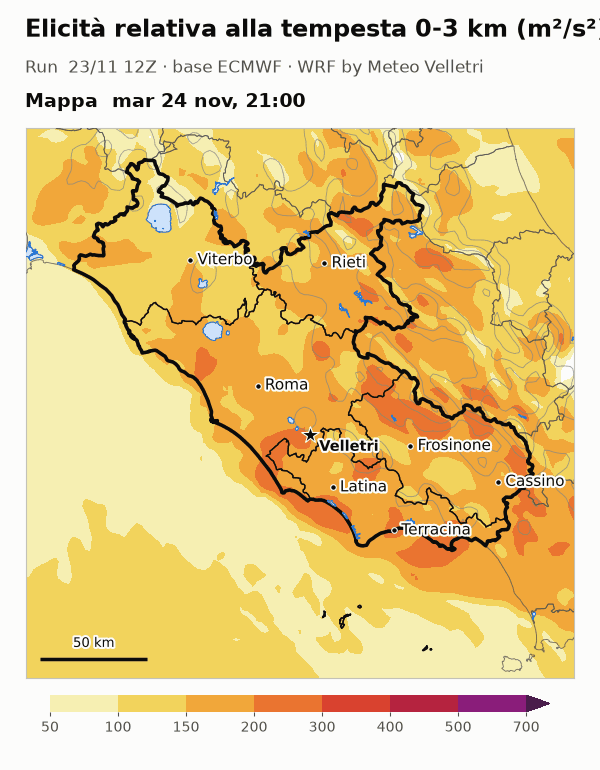 Elicità relativa alla tempesta 0-3 km (m²/s²)
Run 23/11 12Z · base ECMWF · WRF by Meteo Velletri
Mappa mar 24 nov, 21:00
Viterbo
Rieti
Roma
Velletri
Frosinone
Latina
Cassino
Terracina
50 km
50 100 150 200 300 400 500 700